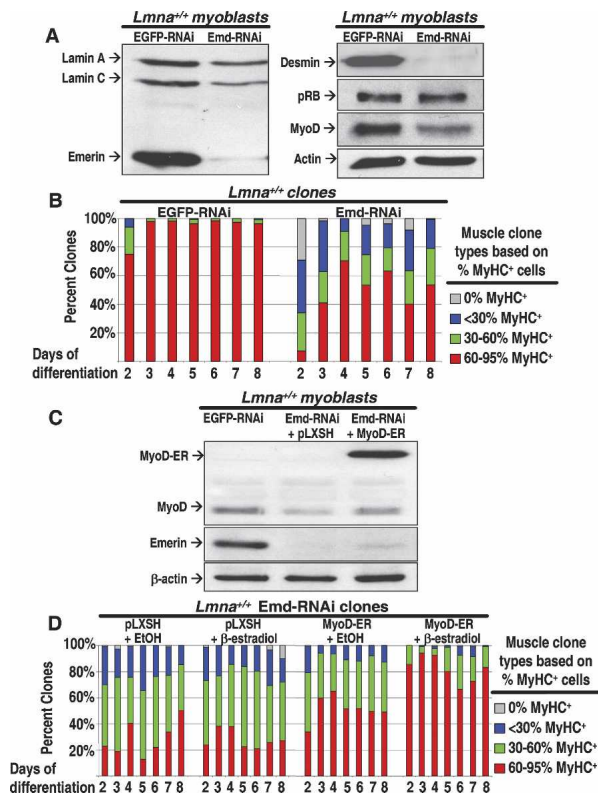 A
Lmna+/+ myoblasts
EGFP-RNAi Emd-RNAi
Lamin A →
Lamin C →
Emerin →
Lmna+/+ myoblasts
EGFP-RNAi Emd-RNAi
Desmin →
pRB →
MyoD →
Actin →
B
Lmna+/+ clones
EGFP-RNAi Emd-RNAi
Percent Clones
100%
80%
60%
40%
20%
Days of differentiation
2 3 4 5 6 7 8 2 3 4 5 6 7 8
Muscle clone
types based on
% MyHC+ cells
0% MyHC+
<30% MyHC+
30-60% MyHC+
60-95% MyHC+
C
Lmna+/+ myoblasts
EGFP-RNAi Emd-RNAi + pLXSH Emd-RNAi + MyoD-ER
MyoD-ER →
MyoD →
Emerin →
β-actin →
D
Lmna+/+ Emd-RNAi clones
pLXSH + EtOH pLXSH + β-estradiol MyoD-ER + EtOH MyoD-ER + β-estradiol
Percent Clones
100%
80%
60%
40%
20%
Days of differentiation
2 3 4 5 6 7 8 2 3 4 5 6 7 8 2 3 4 5 6 7 8 2 3 4 5 6 7 8
Muscle clone
types based on
% MyHC+ cells
0% MyHC+
<30% MyHC+
30-60% MyHC+
60-95% MyHC+